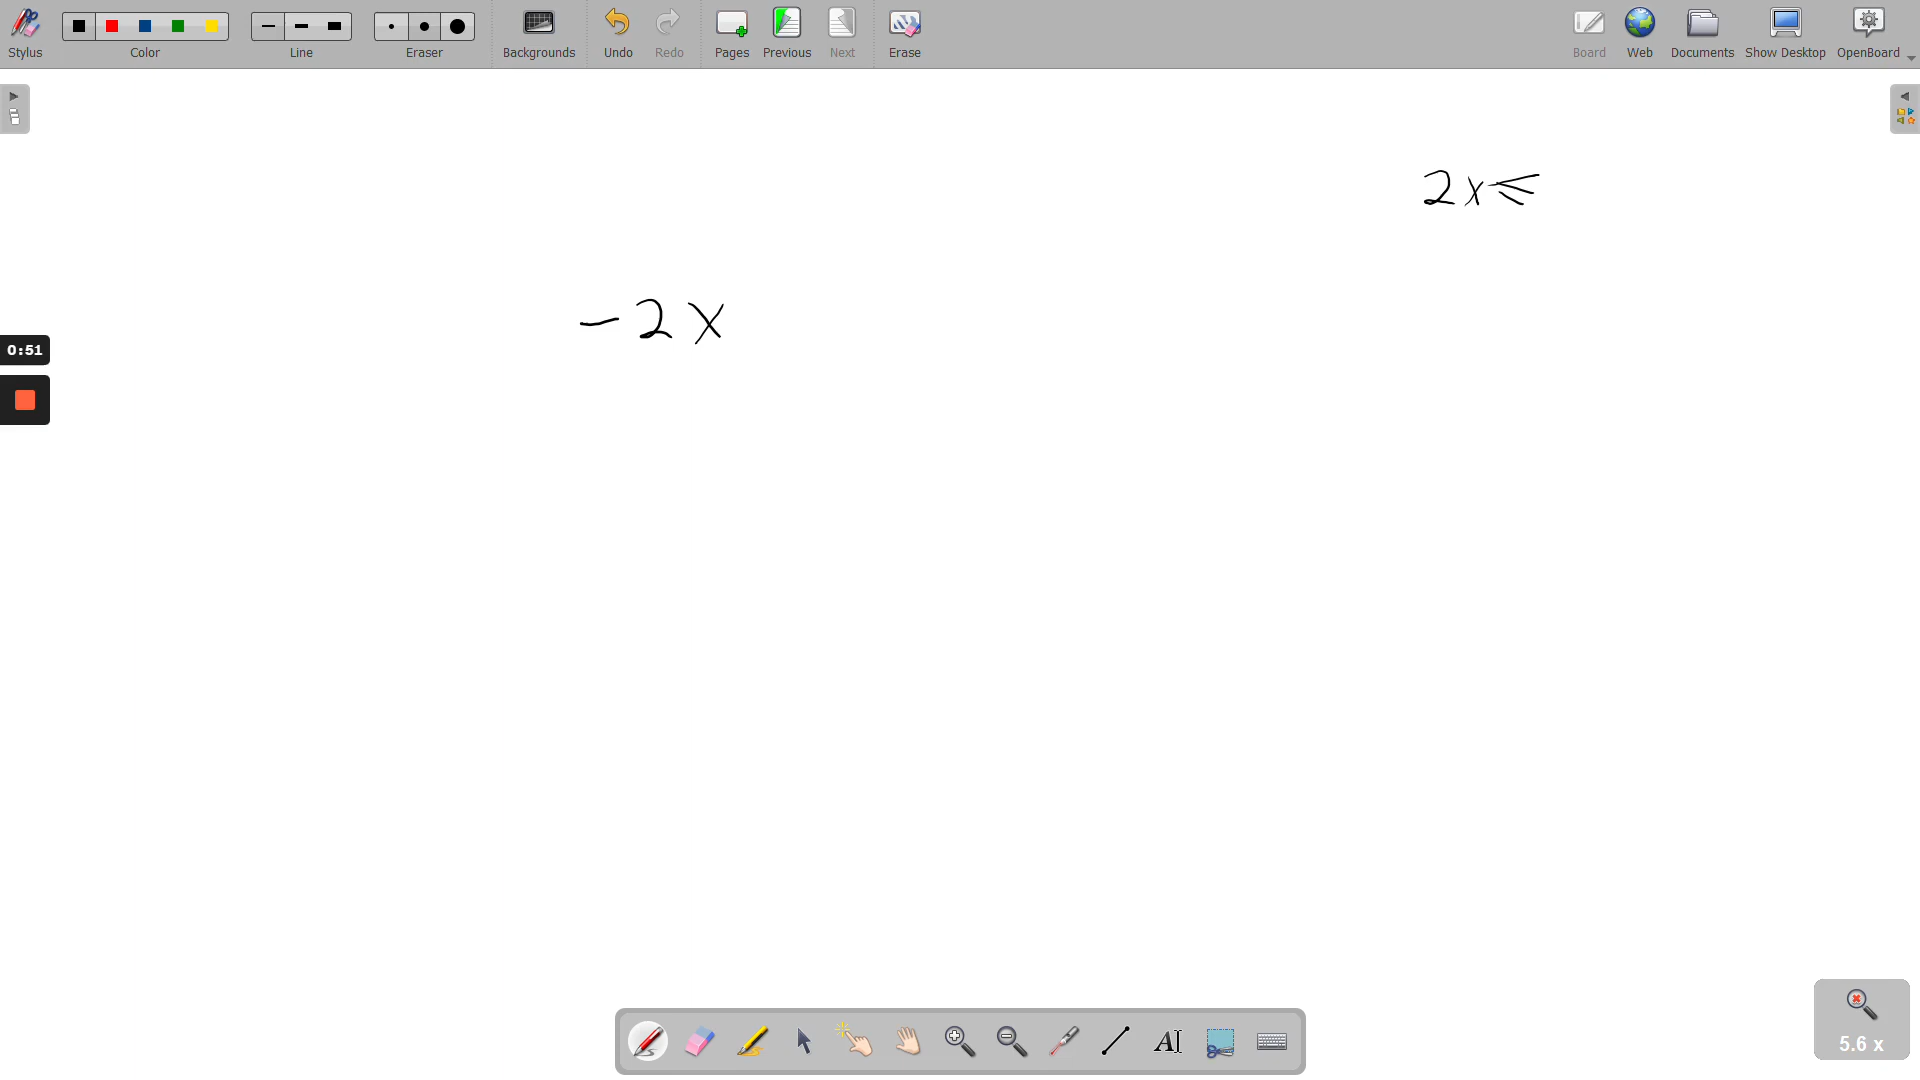 Stylus Color Line Eraser Backgrounds Undo Redo Pages Previous Next Erase Board Web Documents Show Desktop OpenBoard
2x≤
-2x
0:51
5.6 x